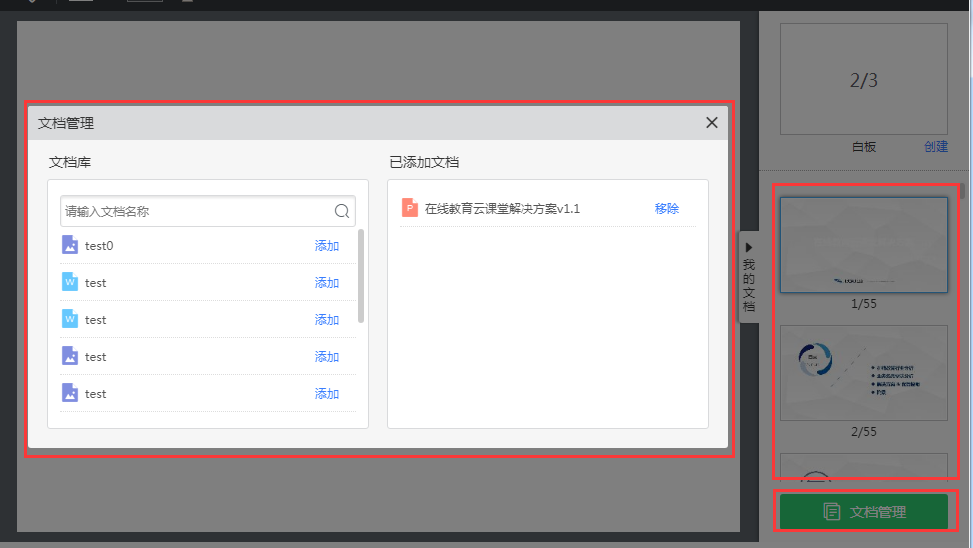 文档管理
文档库
已添加文档
请输入文档名称
test0 添加
test 添加
test 添加
test 添加
test 添加
在线教育云课堂解决方案v1.1 移除
我的文档
2/3
白板 创建
1/55
2/55
文档管理